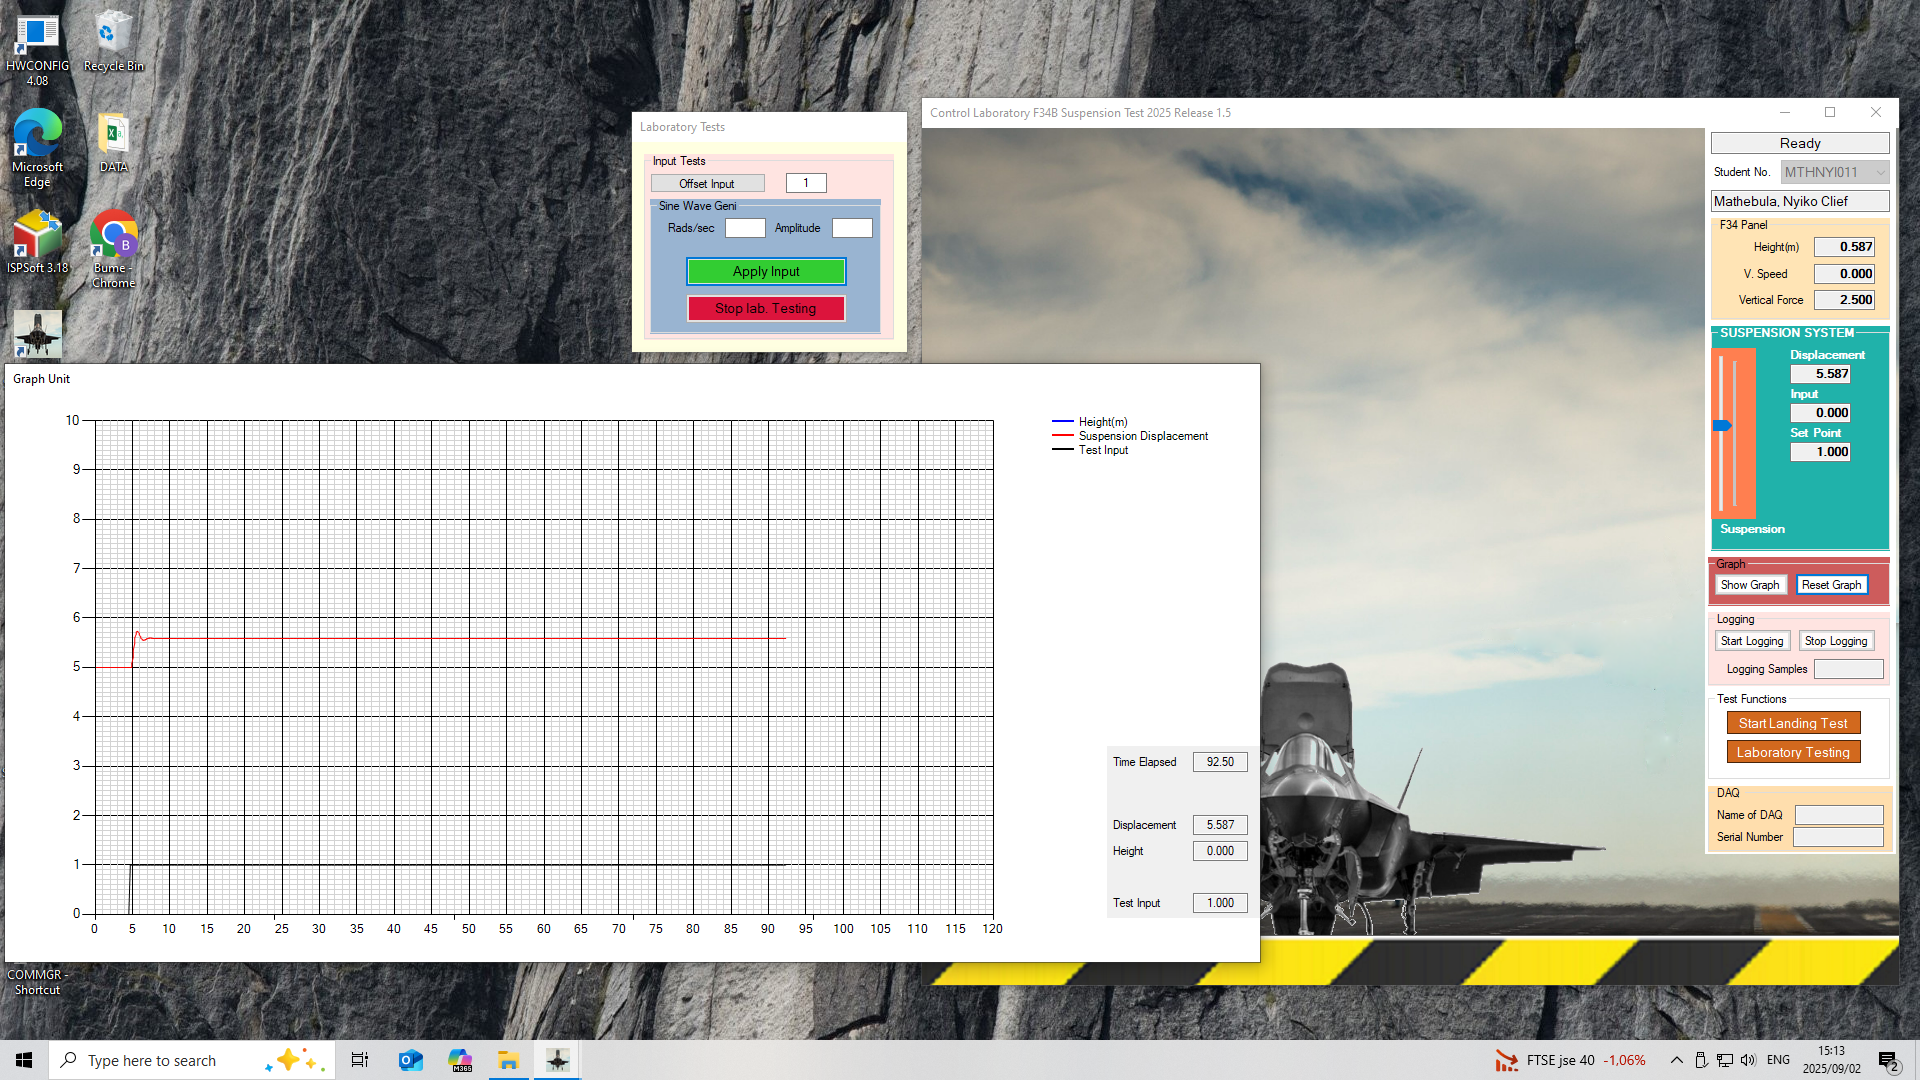 HWCONFIG
4.08
Recycle Bin
Microsoft
Edge
DATA
ISPSoft 3.18
Bume -
Chrome
COMMGR -
Shortcut
Laboratory Tests
Input Tests
Offset Input
1
Sine Wave Geni
Rads/sec
Amplitude
Apply Input
Stop lab. Testing
Graph Unit
10
9
8
7
6
5
4
3
2
1
0
0 5 10 15 20 25 30 35 40 45 50 55 60 65 70 75 80 85 90 95 100 105 110 115 120
Height(m)
Suspension Displacement
Test Input
Time Elapsed 92.50
Displacement 5.587
Height 0.000
Test Input 1.000
Control Laboratory F34B Suspension Test 2025 Release 1.5
Ready
Student No. MTHNYI011
Mathebula, Nyiko Clief
F34 Panel
Height(m) 0.587
V. Speed 0.000
Vertical Force 2.500
SUSPENSION SYSTEM
Displacement
5.587
Input
0.000
Set Point
1.000
Suspension
Graph
Show Graph Reset Graph
Logging
Start Logging Stop Logging
Logging Samples
Test Functions
Start Landing Test
Laboratory Testing
DAQ
Name of DAQ
Serial Number
Type here to search
M365
FTSE jse 40 -1,06%
ENG
15:13
2025/09/02
2